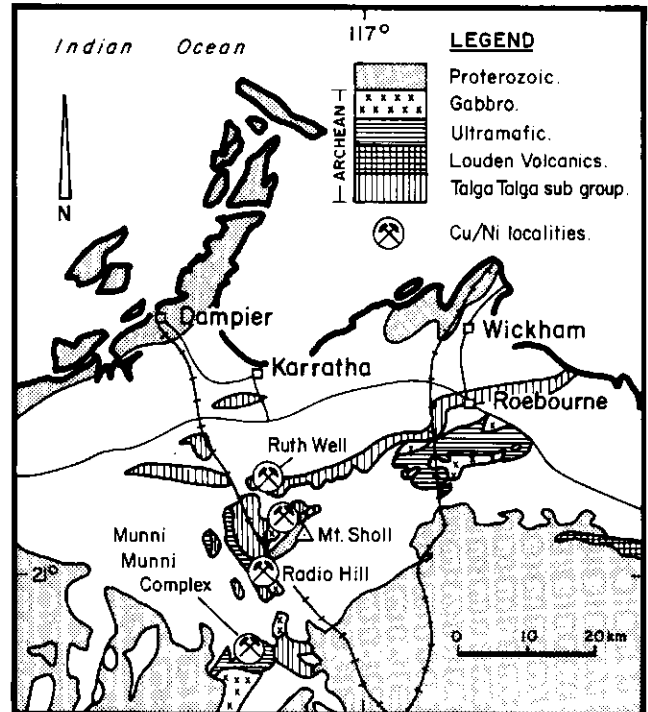 Indian Ocean
117°
LEGEND
Proterozoic.
Gabbro.
Ultramafic.
Louden Volcanics.
Talga Talga sub group.
ARCHEAN
Cu/Ni localities.
N
Dampier
Wickham
Karratha
Roebourne
Ruth Well
Mt. Sholl
Munni
Munni
Complex
Radio Hill
21°
0 10 20 km